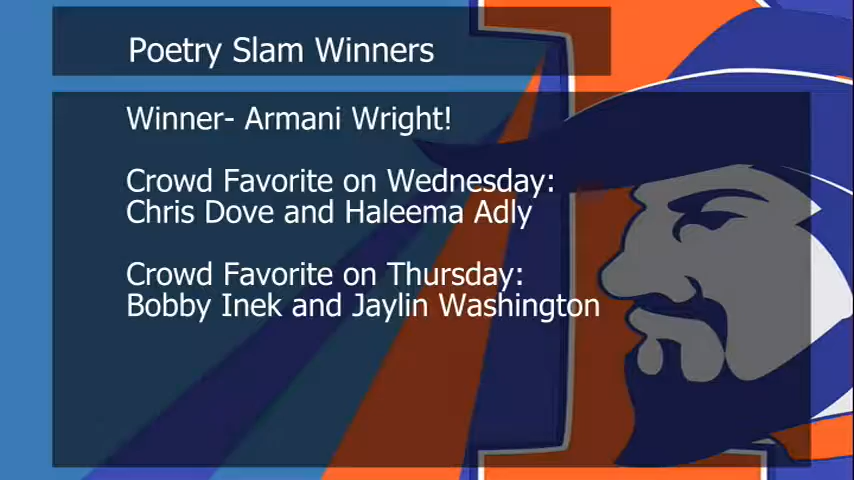 Poetry Slam Winners
Winner- Armani Wright!
Crowd Favorite on Wednesday:
Chris Dove and Haleema Adly
Crowd Favorite on Thursday:
Bobby Inek and Jaylin Washington